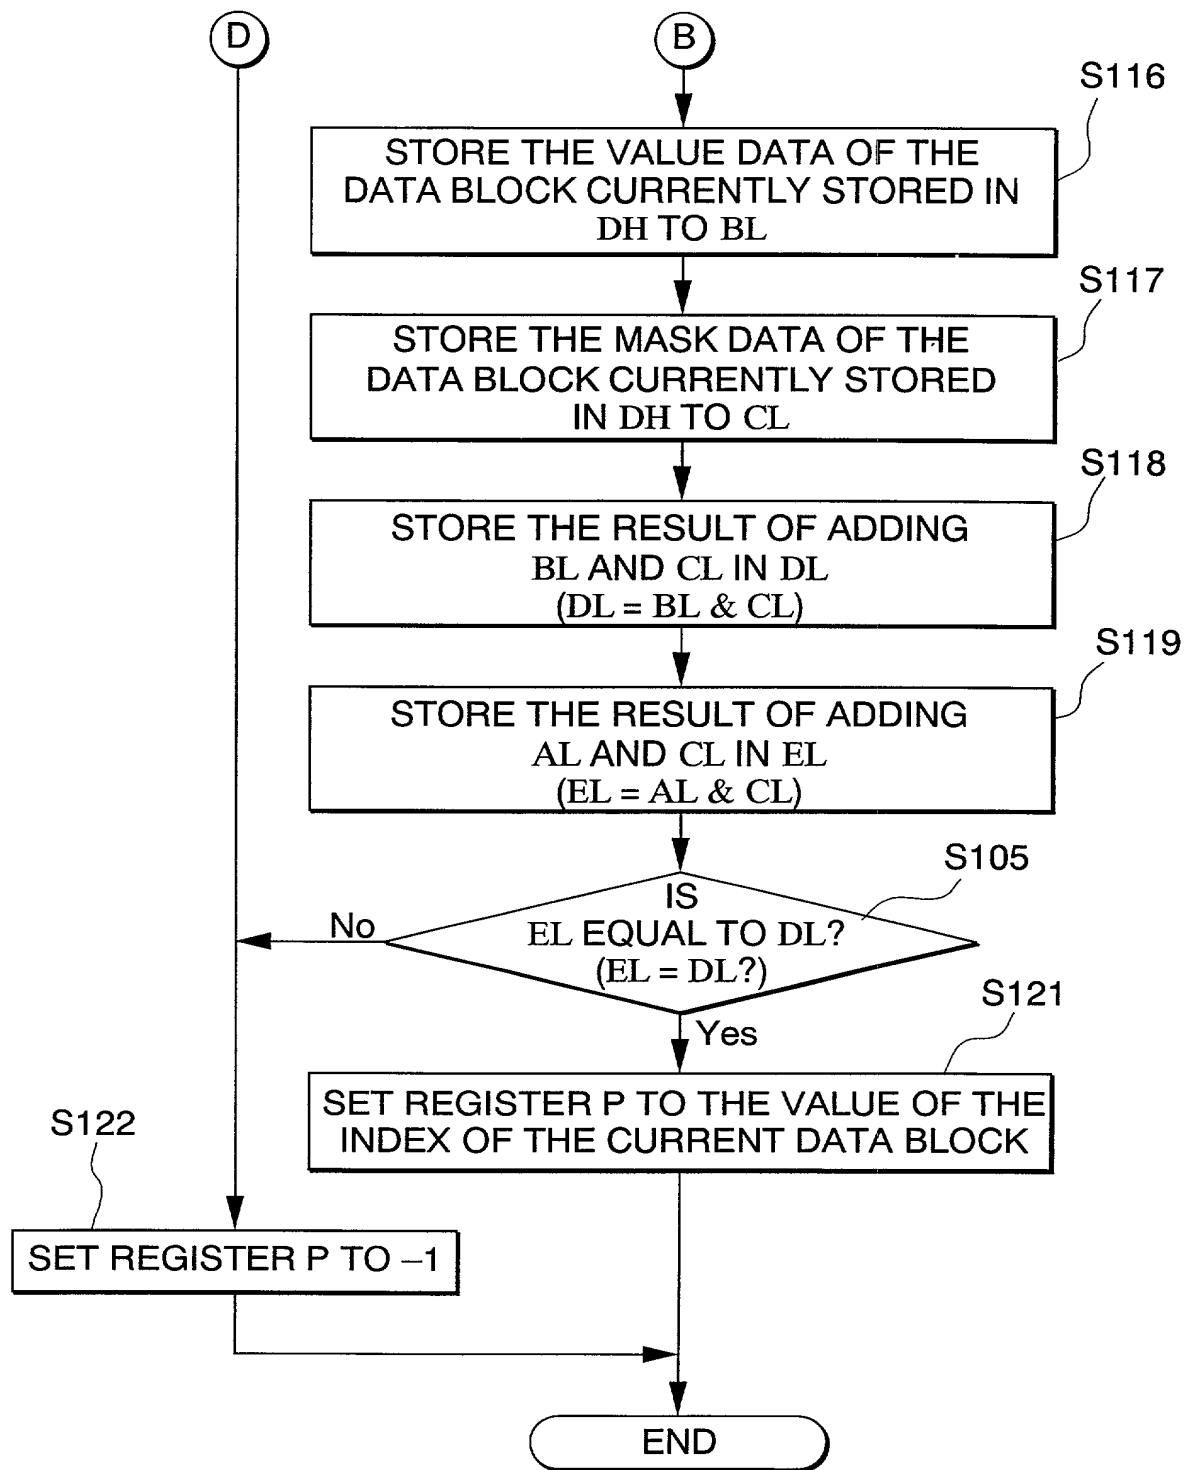 D
B
S116
STORE THE VALUE DATA OF THE
DATA BLOCK CURRENTLY STORED IN
DH TO BL
S117
STORE THE MASK DATA OF THE
DATA BLOCK CURRENTLY STORED
IN DH TO CL
S118
STORE THE RESULT OF ADDING
BL AND CL IN DL
(DL = BL & CL)
S119
STORE THE RESULT OF ADDING
AL AND CL IN EL
(EL = AL & CL)
S105
IS
EL EQUAL TO DL?
(EL = DL?)
No
Yes
S121
SET REGISTER P TO THE VALUE OF THE
INDEX OF THE CURRENT DATA BLOCK
S122
SET REGISTER P TO –1
END